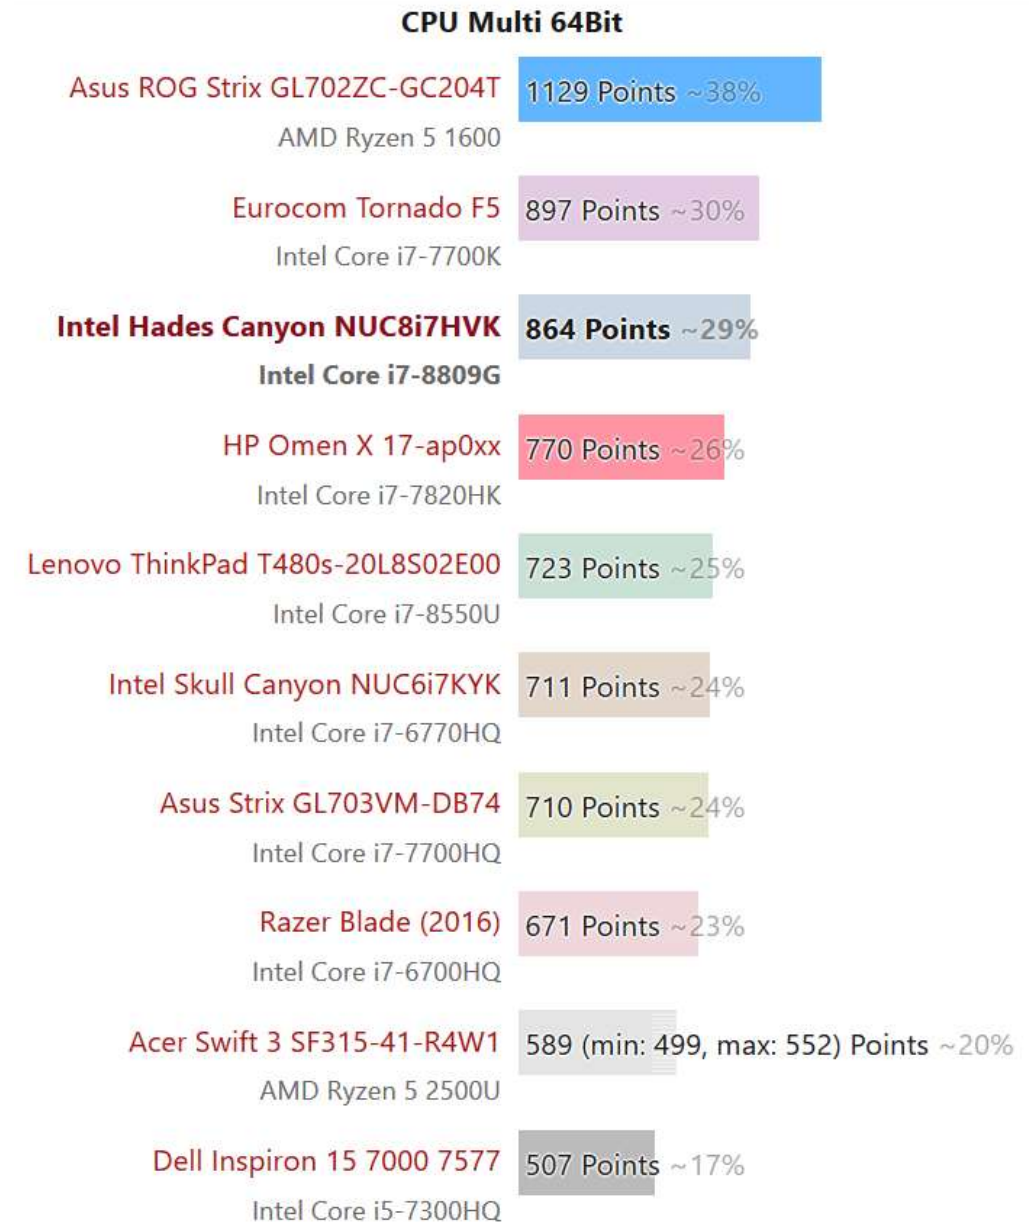 CPU Multi 64Bit
Asus ROG Strix GL702ZC-GC204T 1129 Points ~38%
AMD Ryzen 5 1600
Eurocom Tornado F5 897 Points ~30%
Intel Core i7-7700K
Intel Hades Canyon NUC8i7HVK 864 Points ~29%
Intel Core i7-8809G
HP Omen X 17-ap0xx 770 Points ~26%
Intel Core i7-7820HK
Lenovo ThinkPad T480s-20L8S02E00 723 Points ~25%
Intel Core i7-8550U
Intel Skull Canyon NUC6i7KYK 711 Points ~24%
Intel Core i7-6770HQ
Asus Strix GL703VM-DB74 710 Points ~24%
Intel Core i7-7700HQ
Razer Blade (2016) 671 Points ~23%
Intel Core i7-6700HQ
Acer Swift 3 SF315-41-R4W1 589 (min: 499, max: 552) Points ~20%
AMD Ryzen 5 2500U
Dell Inspiron 15 7000 7577 507 Points ~17%
Intel Core i5-7300HQ